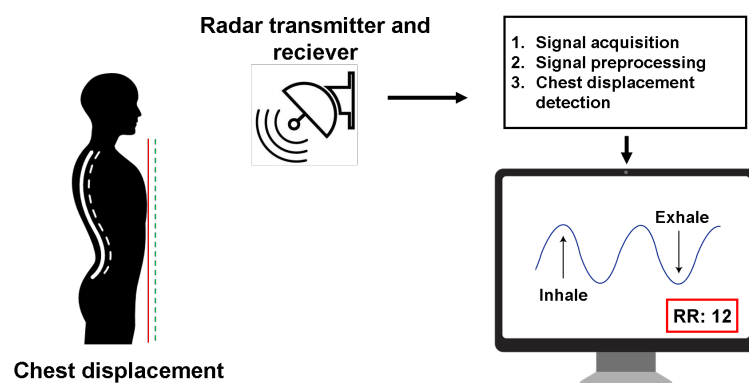 Radar transmitter and
reciever
1. Signal acquisition
2. Signal preprocessing
3. Chest displacement
detection
Exhale
Inhale
RR: 12
Chest displacement